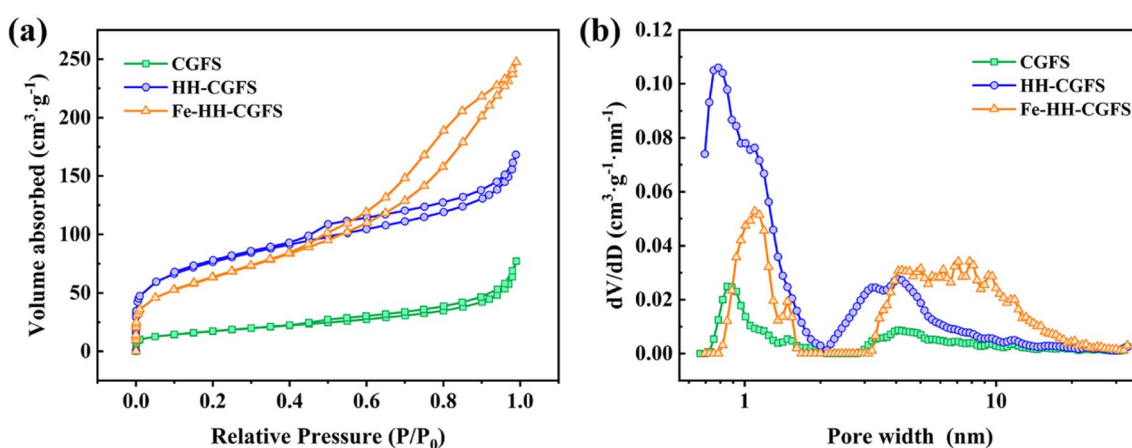 (a)
CGFS
HH-CGFS
Fe-HH-CGFS
Volume absorbed (cm³·g⁻¹)
250
200
150
100
50
0
0.0 0.2 0.4 0.6 0.8 1.0
Relative Pressure (P/P₀)
(b)
CGFS
HH-CGFS
Fe-HH-CGFS
dV/dD (cm³·g⁻¹·nm⁻¹)
0.12
0.10
0.08
0.06
0.04
0.02
0.00
1 10
Pore width (nm)